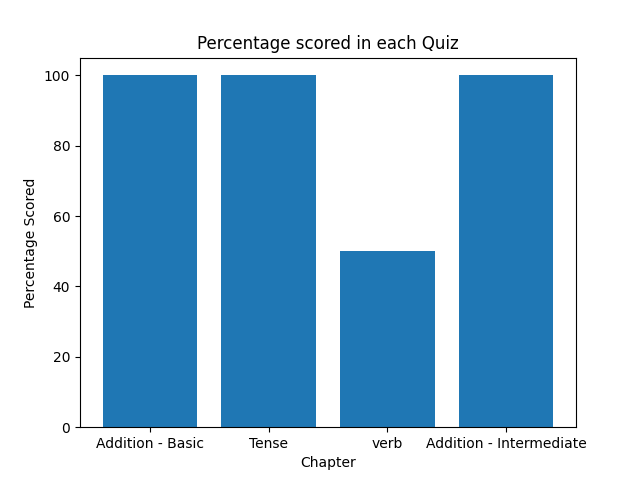 Percentage scored in each Quiz
Percentage Scored
100
80
60
40
20
0
Addition - Basic Tense verb Addition - Intermediate
Chapter